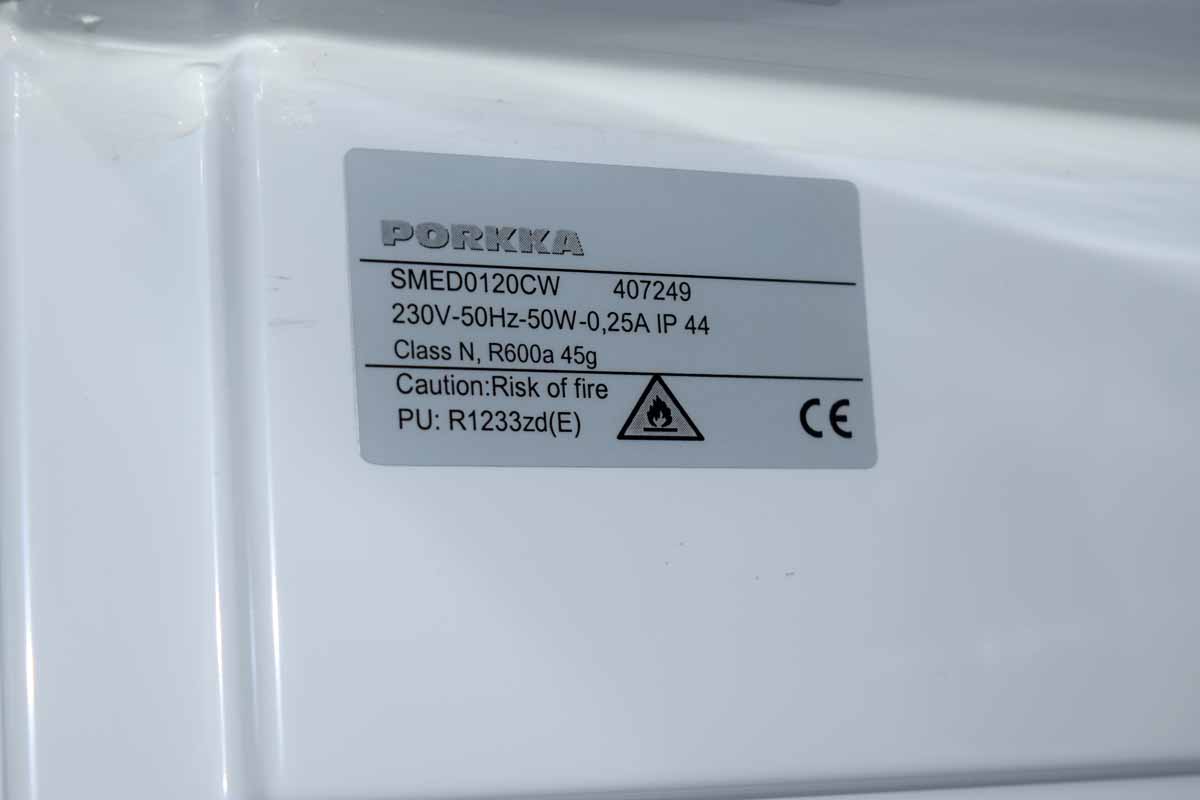 PORKKA
SMED0120CW 407249
230V-50Hz-50W-0,25A IP 44
Class N, R600a 45g
Caution:Risk of fire
PU: R1233zd(E)
CE